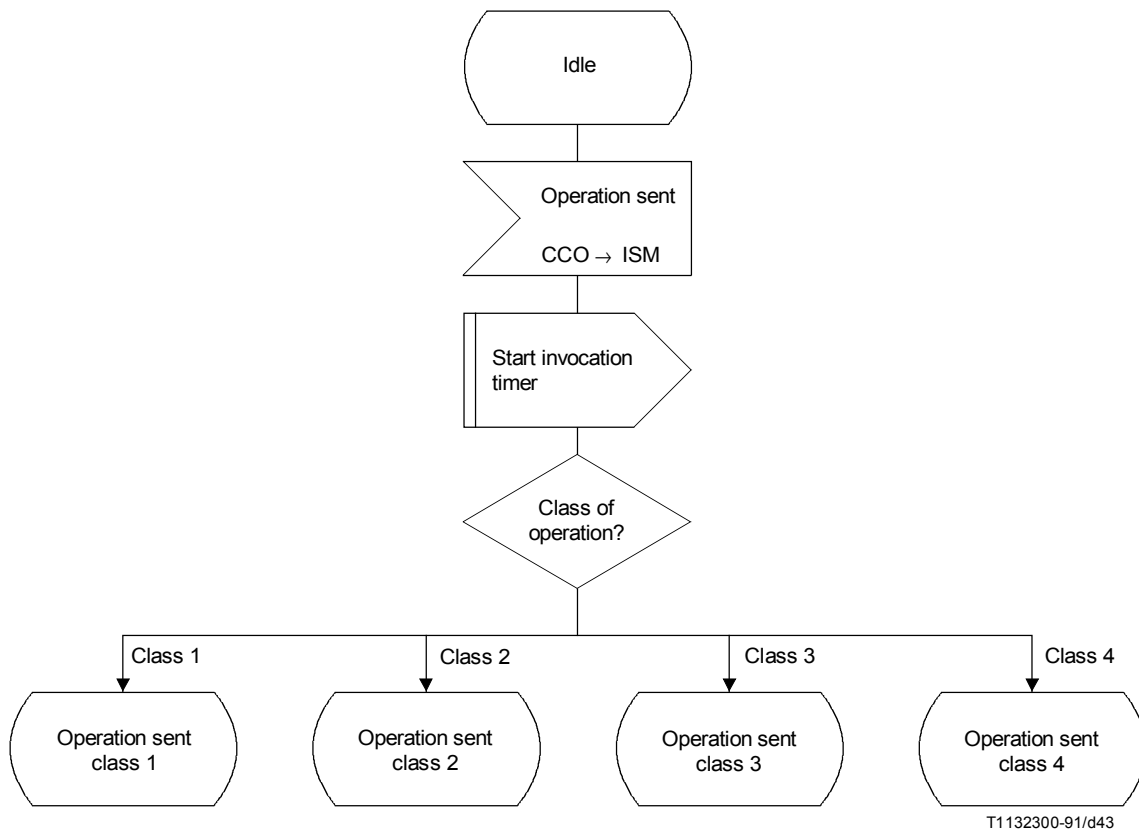 Idle
Operation sent
CCO → ISM
Start invocation
timer
Class of
operation?
Class 1
Class 2
Class 3
Class 4
Operation sent
class 1
Operation sent
class 2
Operation sent
class 3
Operation sent
class 4
T1132300-91/d43